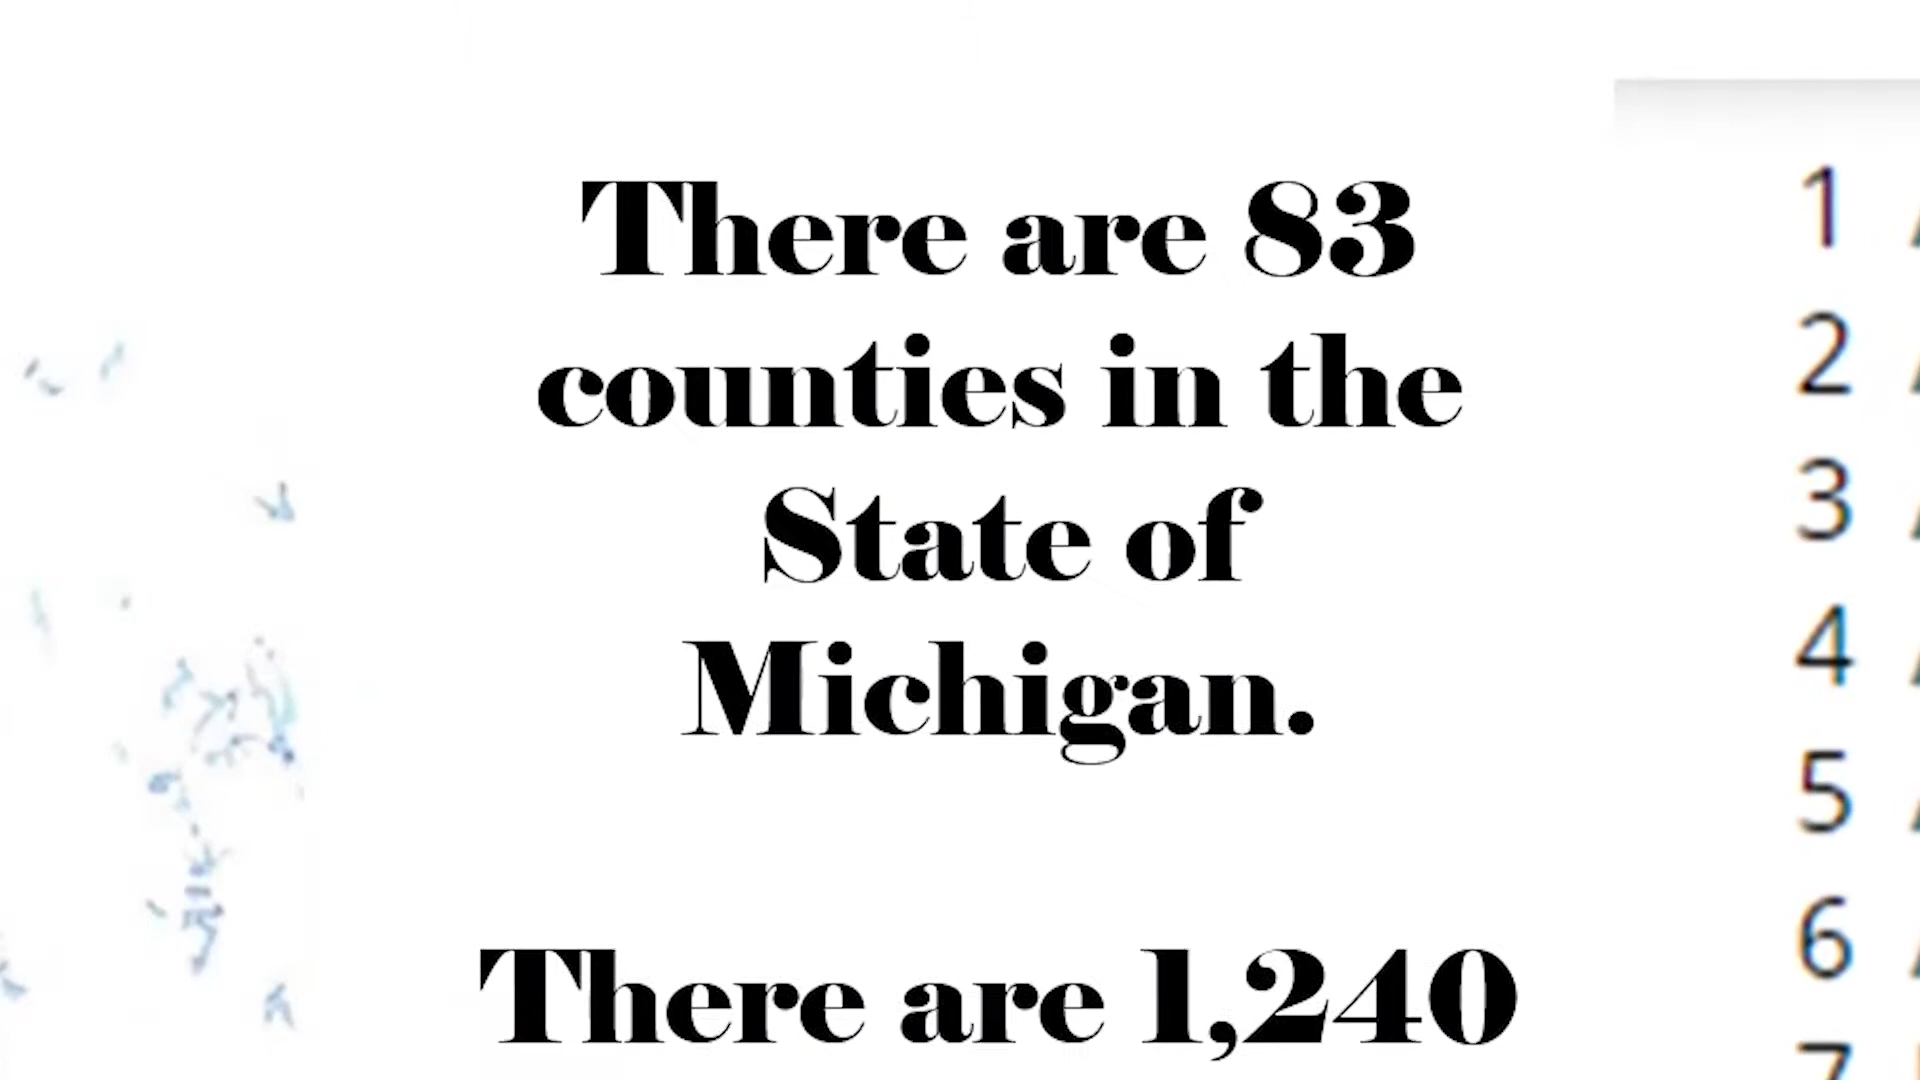 There are 83
counties in the
State of
Michigan.
There are 1,240
1
2
3
4
5
6
7